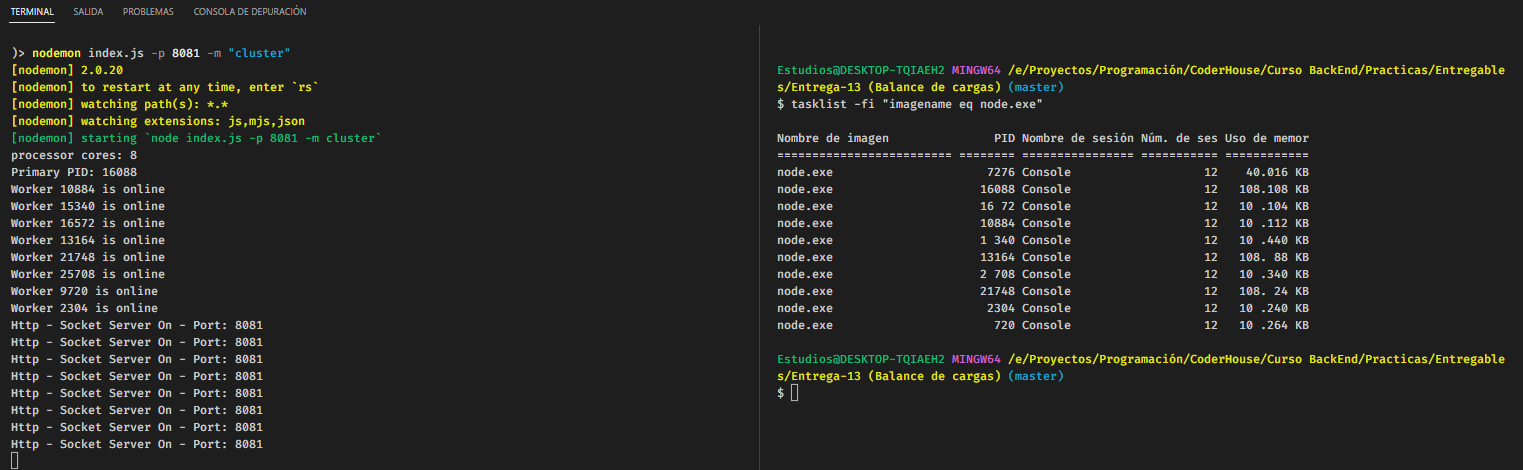 TERMINAL SALIDA PROBLEMAS CONSOLA DE DEPURACIÓN
)> nodemon index.js -p 8081 -m "cluster"
[nodemon] 2.0.20
[nodemon] to restart at any time, enter `rs`
[nodemon] watching path(s): *.*
[nodemon] watching extensions: js,mjs,json
[nodemon] starting `node index.js -p 8081 -m cluster`
processor cores: 8
Primary PID: 16088
Worker 10884 is online
Worker 15340 is online
Worker 16572 is online
Worker 13164 is online
Worker 21748 is online
Worker 25708 is online
Worker 9720 is online
Worker 2304 is online
Http - Socket Server On - Port: 8081
Http - Socket Server On - Port: 8081
Http - Socket Server On - Port: 8081
Http - Socket Server On - Port: 8081
Http - Socket Server On - Port: 8081
Http - Socket Server On - Port: 8081
Http - Socket Server On - Port: 8081
Http - Socket Server On - Port: 8081
Estudios@DESKTOP-TQIAEH2 MINGW64 /e/Proyectos/Programación/CoderHouse/Curso BackEnd/Practicas/Entregable
s/Entrega-13 (Balance de cargas) (master)
$ tasklist -fi "imagename eq node.exe"
Nombre de imagen PID Nombre de sesión Núm. de ses Uso de memor
========================= ======== ================ =========== ============
node.exe 7276 Console 12 40.016 KB
node.exe 16088 Console 12 108.108 KB
node.exe 16 72 Console 12 10 .104 KB
node.exe 10884 Console 12 10 .112 KB
node.exe 1 340 Console 12 10 .440 KB
node.exe 13164 Console 12 108. 88 KB
node.exe 2 708 Console 12 10 .340 KB
node.exe 21748 Console 12 108. 24 KB
node.exe 2304 Console 12 10 .240 KB
node.exe 720 Console 12 10 .264 KB
Estudios@DESKTOP-TQIAEH2 MINGW64 /e/Proyectos/Programación/CoderHouse/Curso BackEnd/Practicas/Entregable
s/Entrega-13 (Balance de cargas) (master)
$